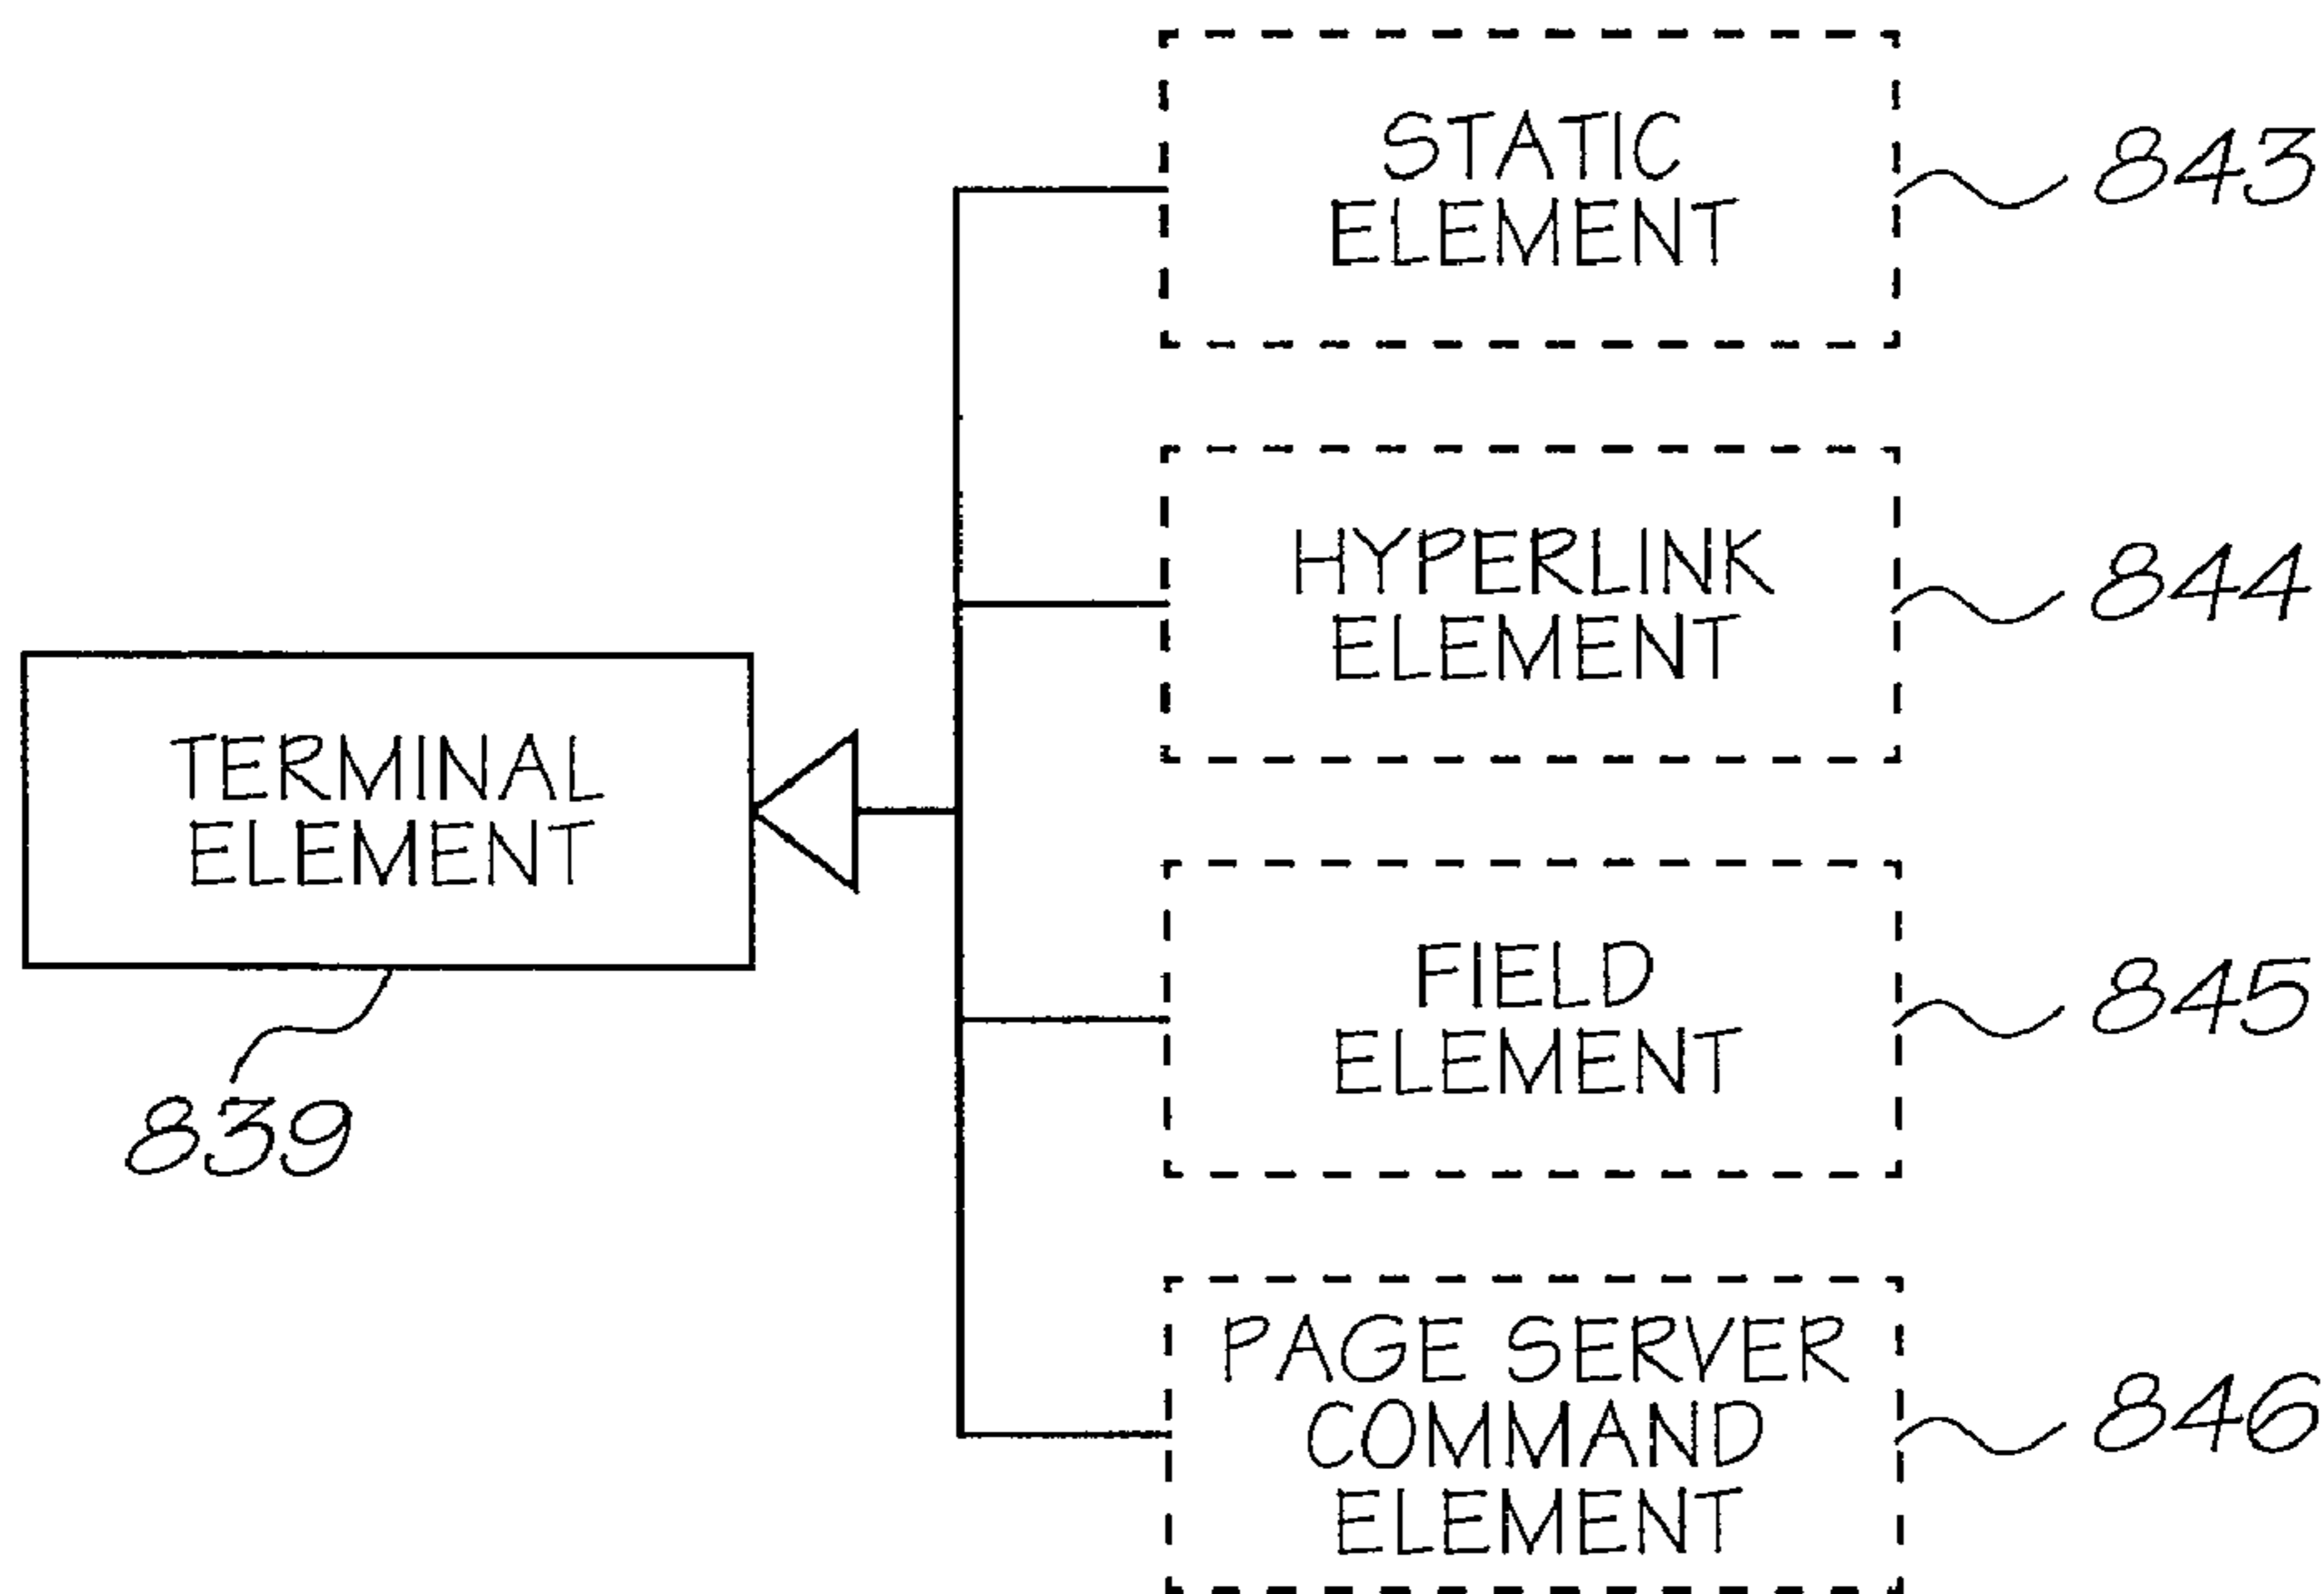 STATIC
ELEMENT
843
HYPERLINK
ELEMENT
844
TERMINAL
ELEMENT
839
FIELD
ELEMENT
845
PAGE SERVER
COMMAND
ELEMENT
846